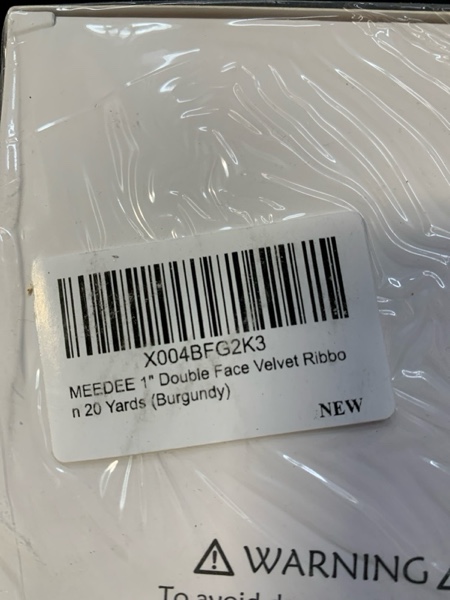 X004BFG2K3
MEEDEE 1" Double Face Velvet Ribbo
n 20 Yards (Burgundy)
NEW
WARNING
To avoid